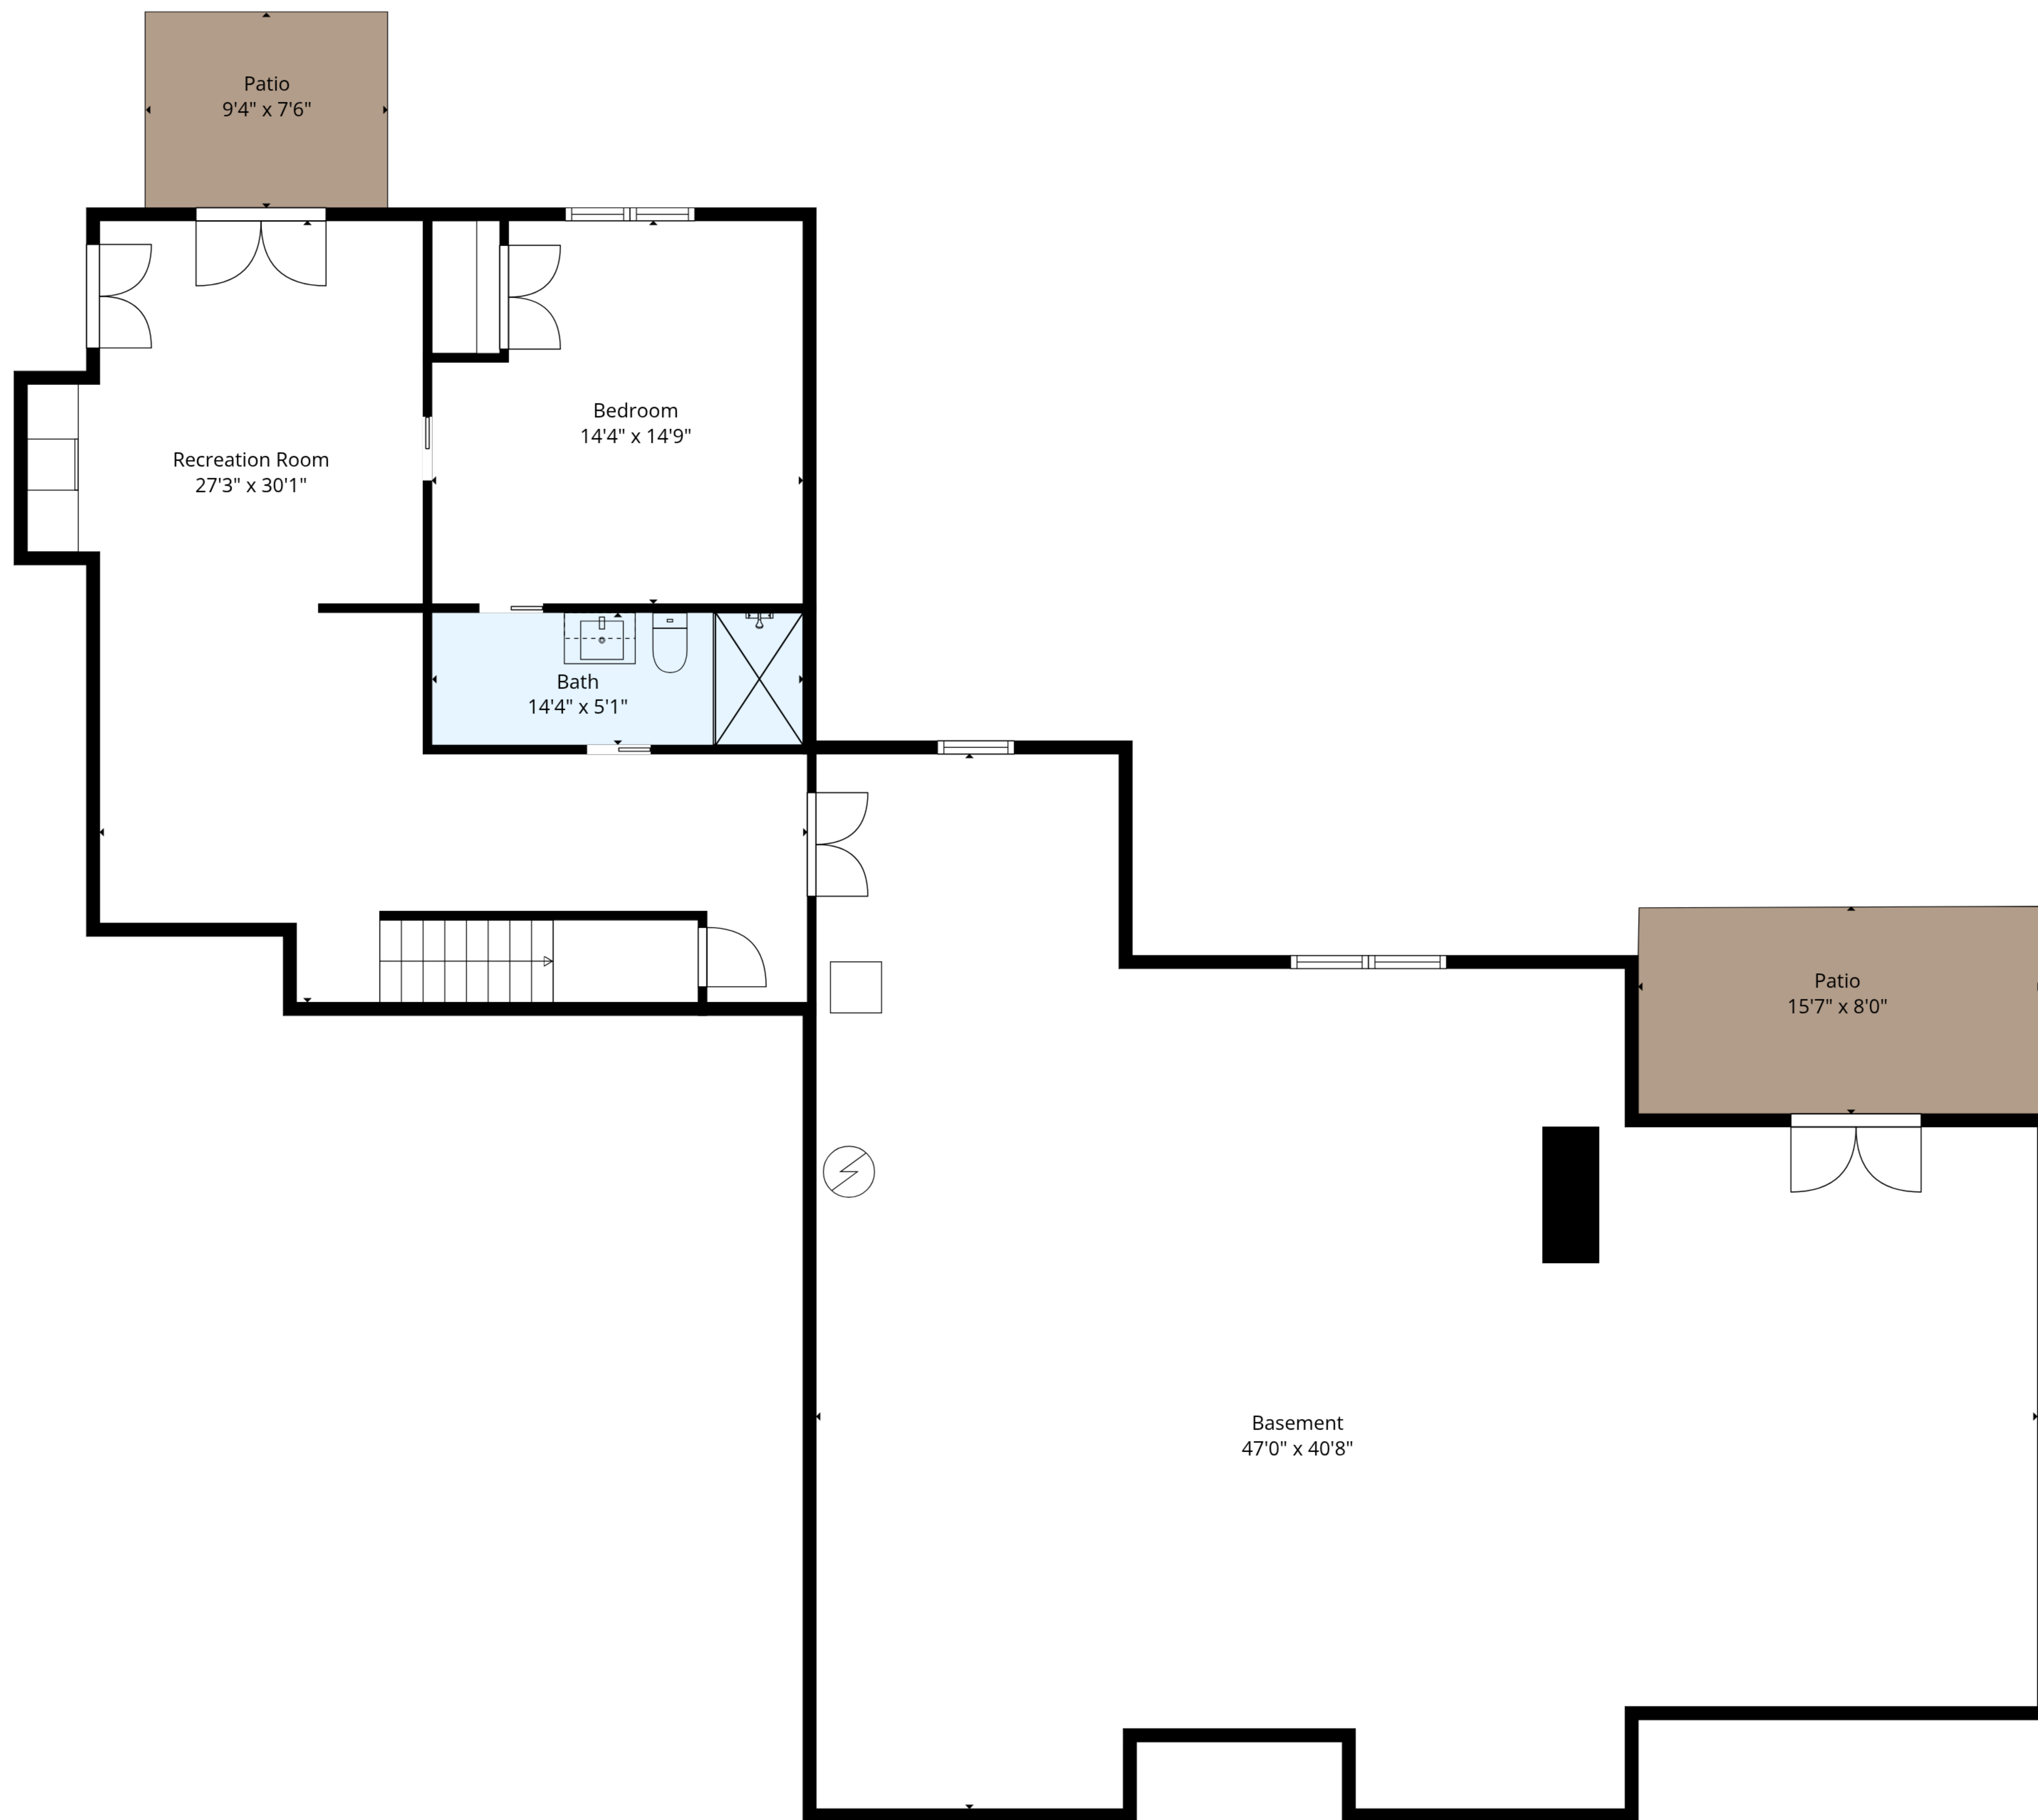 Patio
9'4" x 7'6"
Bedroom
14'4" x 14'9"
Recreation Room
27'3" x 30'1"
Bath
14'4" x 5'1"
Patio
15'7" x 8'0"
Basement
47'0" x 40'8"